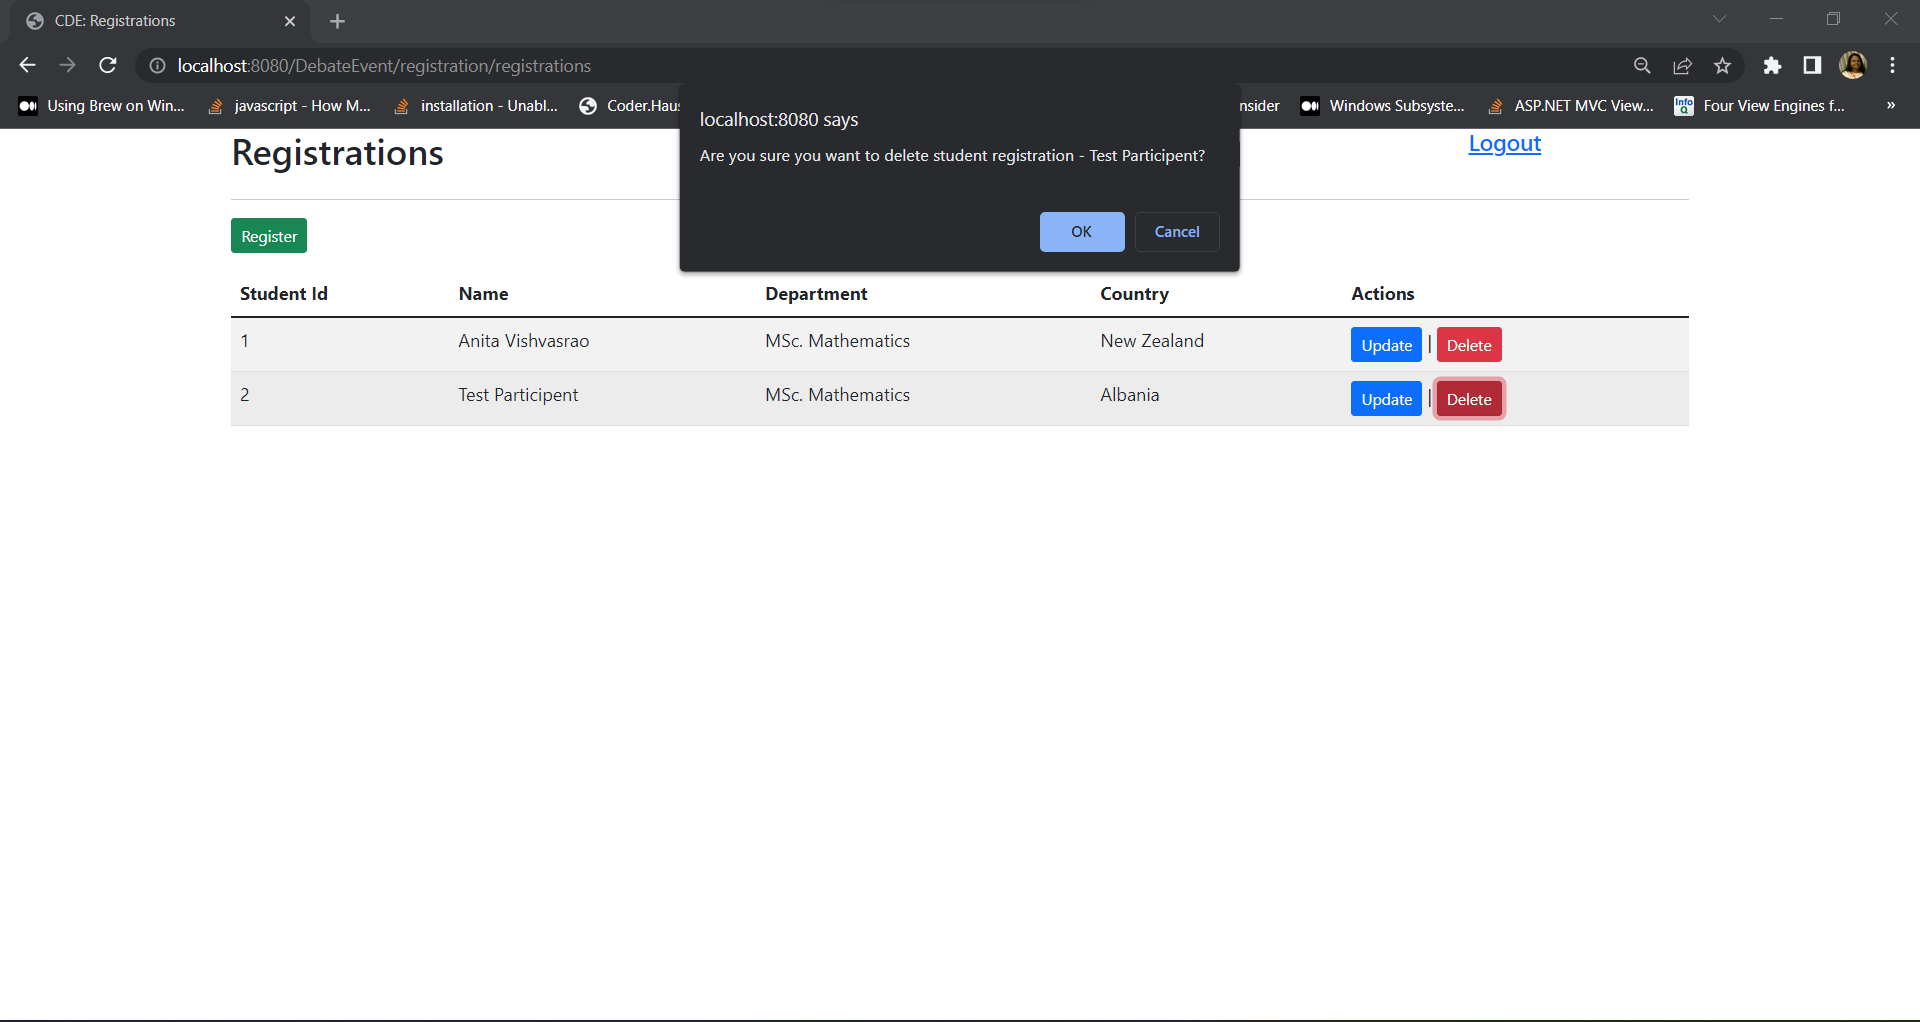 CDE: Registrations
localhost:8080/DebateEvent/registration/registrations
Using Brew on Win... javascript - How M... installation - Unabl... Coder.Haus nsider Windows Subsyste... ASP.NET MVC View... Info Q Four View Engines f... »
localhost:8080 says
Are you sure you want to delete student registration - Test Participent?
OK Cancel
Registrations Logout
Register
Student Id Name Department Country Actions
1 Anita Vishvasrao MSc. Mathematics New Zealand Update | Delete
2 Test Participent MSc. Mathematics Albania Update | Delete